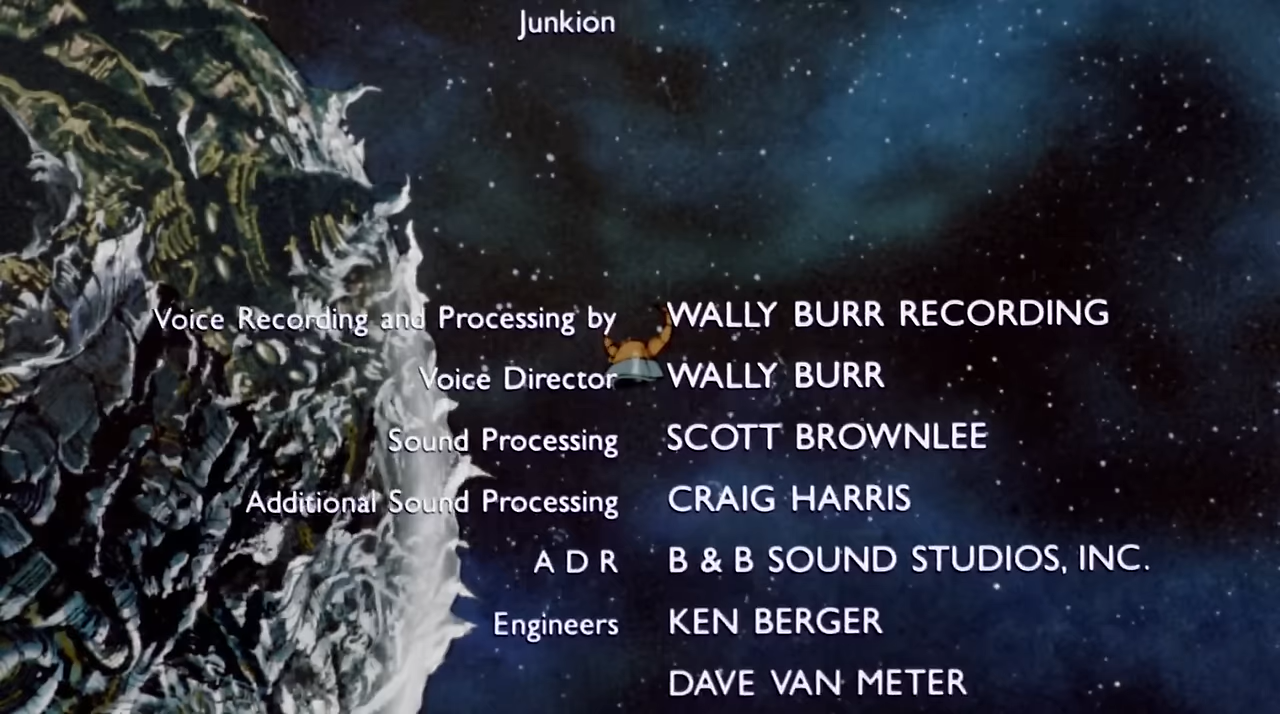 Junkion
Voice Recording and Processing by WALLY BURR RECORDING
Voice Director WALLY BURR
Sound Processing SCOTT BROWNLEE
Additional Sound Processing CRAIG HARRIS
A D R B & B SOUND STUDIOS, INC.
Engineers KEN BERGER
DAVE VAN METER